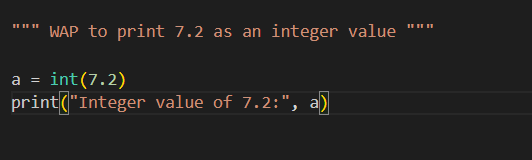 """ WAP to print 7.2 as an integer value """
a = int(7.2)
print("Integer value of 7.2:", a)